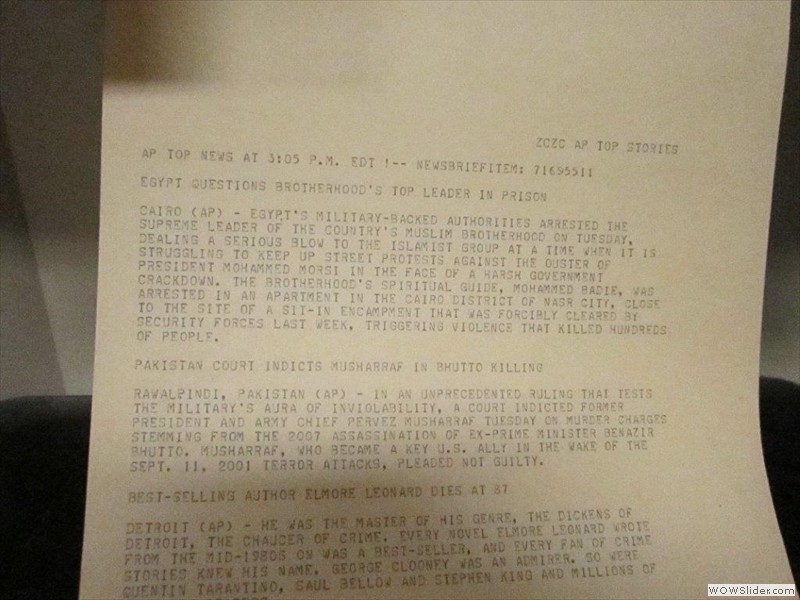 ZCZC AP TOP STORIES
AP TOP NEWS AT 3:05 P.M. EDT !-- NEWSBRIEFITEM: 71695511
EGYPT QUESTIONS BROTHERHOOD'S TOP LEADER IN PRISON
CAIRO (AP) - EGYPT'S MILITARY-BACKED AUTHORITIES ARRESTED THE
SUPREME LEADER OF THE COUNTRY'S MUSLIM BROTHERHOOD ON TUESDAY,
DEALING A SERIOUS BLOW TO THE ISLAMIST GROUP AT A TIME WHEN IT IS
STRUGGLING TO KEEP UP STREET PROTESTS AGAINST THE OUSTER OF
PRESIDENT MOHAMMED MORSI IN THE FACE OF A HARSH GOVERNMENT
CRACKDOWN. THE BROTHERHOOD'S SPIRITUAL GUIDE, MOHAMMED BADIE, WAS
ARRESTED IN AN APARTMENT IN THE CAIRO DISTRICT OF NASR CITY, CLOSE
TO THE SITE OF A SIT-IN ENCAMPMENT THAT WAS FORCIBLY CLEARED BY
SECURITY FORCES LAST WEEK, TRIGGERING VIOLENCE THAT KILLED HUNDREDS
OF PEOPLE.
PAKISTAN COURT INDICTS MUSHARRAF IN BHUTTO KILLING
RAWALPINDI, PAKISTAN (AP) - IN AN UNPRECEDENTED RULING THAT TESTS
THE MILITARY'S AURA OF INVIOLABILITY, A COURT INDICTED FORMER
PRESIDENT AND ARMY CHIEF PERVEZ MUSHARRAF TUESDAY ON MURDER CHARGES
STEMMING FROM THE 2007 ASSASSINATION OF EX-PRIME MINISTER BENAZIR
BHUTTO. MUSHARRAF, WHO BECAME A KEY U.S. ALLY IN THE WAKE OF THE
SEPT. 11, 2001 TERROR ATTACKS, PLEADED NOT GUILTY.
BEST-SELLING AUTHOR ELMORE LEONARD DIES AT 87
DETROIT (AP) - HE WAS THE MASTER OF HIS GENRE, THE DICKENS OF
DETROIT, THE CHAUCER OF CRIME. EVERY NOVEL ELMORE LEONARD WROTE
FROM THE MID-1980S ON WAS A BEST-SELLER, AND EVERY FAN OF CRIME
STORIES KNEW HIS NAME. GEORGE CLOONEY WAS AN ADMIRER. SO WERE
QUENTIN TARANTINO, SAUL BELLOW AND STEPHEN KING AND MILLIONS OF
WOWSlider.com